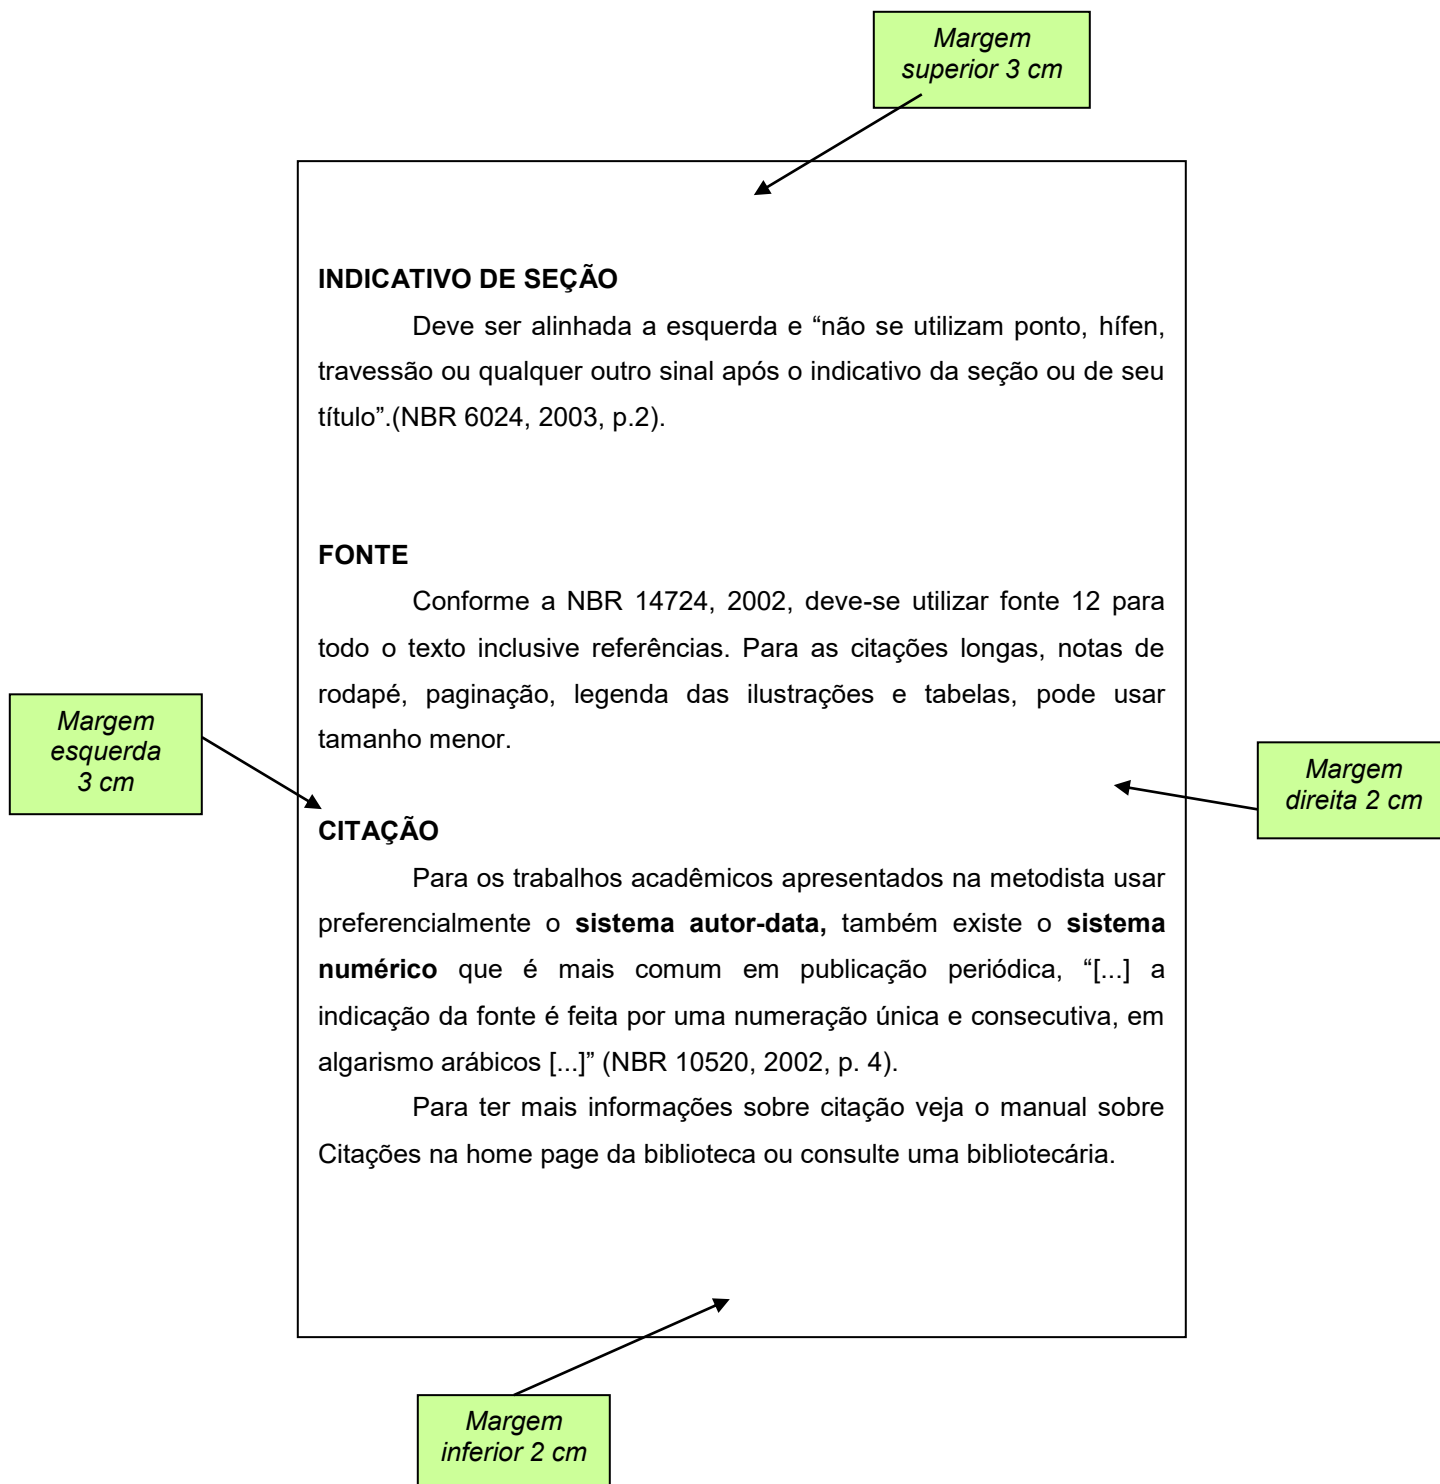 Margem
superior 3 cm
INDICATIVO DE SEÇÃO
Deve ser alinhada a esquerda e “não se utilizam ponto, hífen,
travessão ou qualquer outro sinal após o indicativo da seção ou de seu
título”.(NBR 6024, 2003, p.2).
FONTE
Conforme a NBR 14724, 2002, deve-se utilizar fonte 12 para
todo o texto inclusive referências. Para as citações longas, notas de
rodapé, paginação, legenda das ilustrações e tabelas, pode usar
tamanho menor.
Margem
esquerda
3 cm
Margem
direita 2 cm
CITAÇÃO
Para os trabalhos acadêmicos apresentados na metodista usar
preferencialmente o sistema autor-data, também existe o sistema
numérico que é mais comum em publicação periódica, “[...] a
indicação da fonte é feita por uma numeração única e consecutiva, em
algarismo arábicos [...]” (NBR 10520, 2002, p. 4).
Para ter mais informações sobre citação veja o manual sobre
Citações na home page da biblioteca ou consulte uma bibliotecária.
Margem
inferior 2 cm